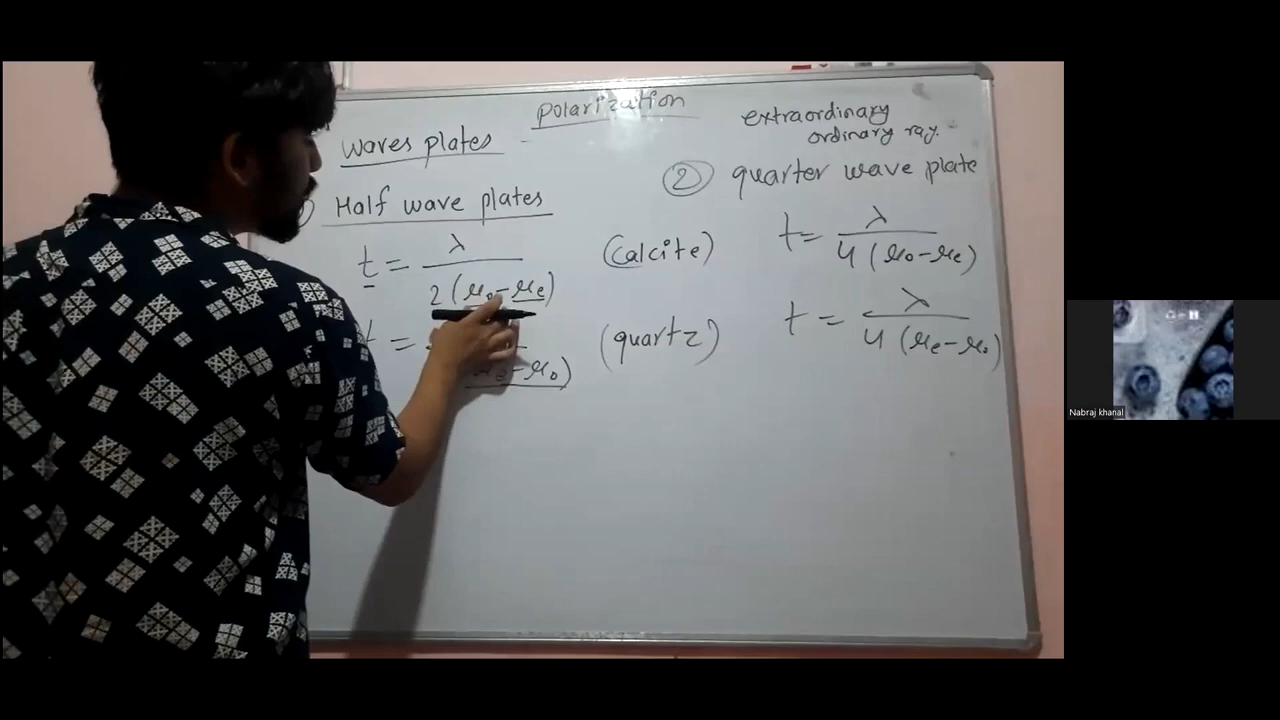 Polarization
Waves plates
extraordinary
ordinary ray.
Half wave plates
t = λ / 2 (μo - μe)
(Calcite)
t =
μo)
(quartz)
② quarter wave plate
t = λ / 4 (μo - μe)
t = λ / 4 (μe - μo)
Nabraj khanal